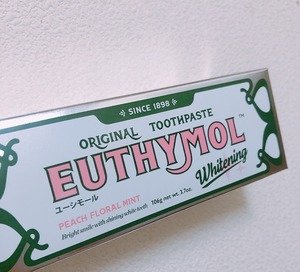 SINCE 1898
ORIGINAL TOOTHPASTE
EUTHYMOL™
ユーシモール
Whitening
PEACH FLORAL MINT
106g net wt. 3.7oz.
Bright smile with shining white teeth